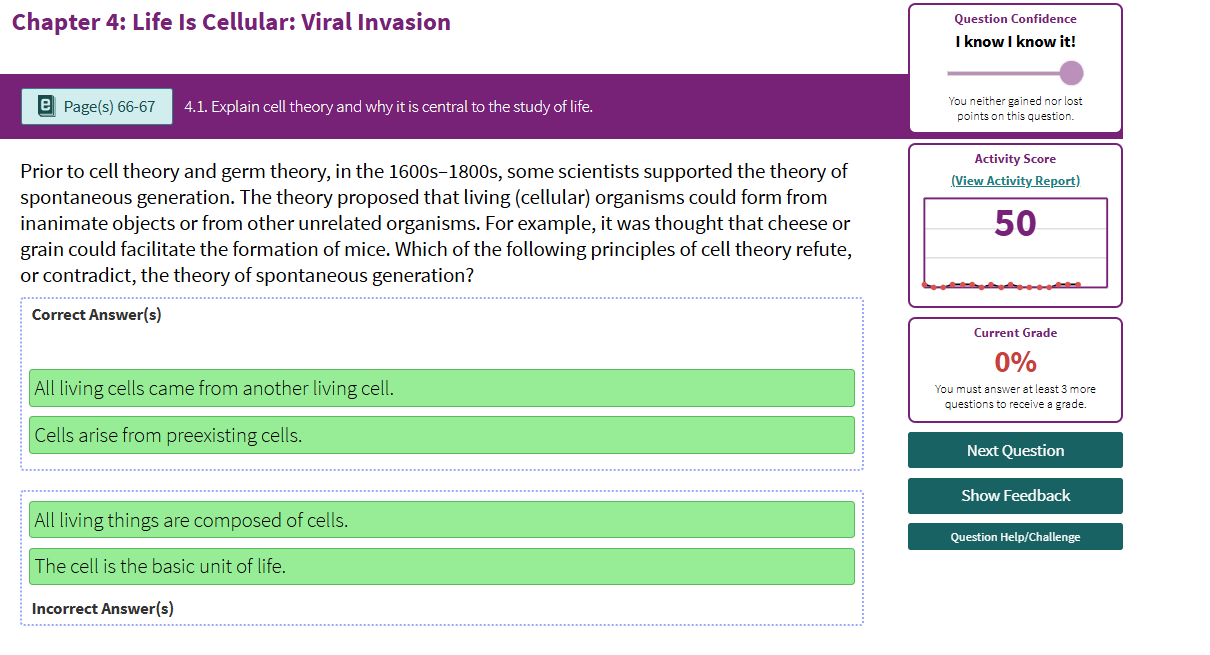 Chapter 4: Life Is Cellular: Viral Invasion
Page(s) 66-67
4.1. Explain cell theory and why it is central to the study of life.
Prior to cell theory and germ theory, in the 1600s–1800s, some scientists supported the theory of
spontaneous generation. The theory proposed that living (cellular) organisms could form from
inanimate objects or from other unrelated organisms. For example, it was thought that cheese or
grain could facilitate the formation of mice. Which of the following principles of cell theory refute,
or contradict, the theory of spontaneous generation?
Correct Answer(s)
All living cells came from another living cell.
Cells arise from preexisting cells.
All living things are composed of cells.
The cell is the basic unit of life.
Incorrect Answer(s)
Question Confidence
I know I know it!
You neither gained nor lost
points on this question.
Activity Score
(View Activity Report)
50
Current Grade
0%
You must answer at least 3 more
questions to receive a grade.
Next Question
Show Feedback
Question Help/Challenge